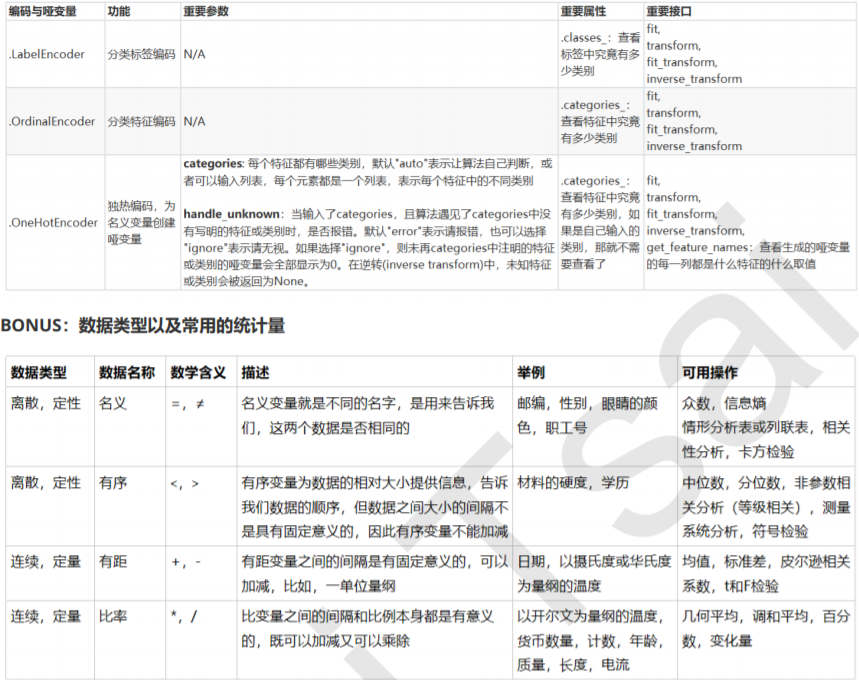 编码与哑变量 功能 重要参数 重要属性 重要接口
.LabelEncoder 分类标签编码 N/A
.classes_：查看
标签中究竟有多
少类别
fit,
transform,
fit_transform,
inverse_transform
.OrdinalEncoder 分类特征编码 N/A
.categories_：
查看特征中究竟
有多少类别
fit,
transform,
fit_transform,
inverse_transform
.OneHotEncoder
独热编码，为
名义变量创建
哑变量
categories: 每个特征都有哪些类别，默认"auto"表示让算法自己判断，或
者可以输入列表，每个元素都是一个列表，表示每个特征中的不同类别
handle_unknown：当输入了categories，且算法遇见了categories中没
有写明的特征或类别时，是否报错。默认"error"表示请报错，也可以选择
"ignore"表示请无视。如果选择"ignore"，则未再categories中注明的特征
或类别的哑变量会全部显示为0。在逆转(inverse transform)中，未知特征
或类别会被返回为None。
.categories_：
查看特征中究竟
有多少类别，如
果是自己输入的
类别，那就不需
要查看了
fit,
transform,
fit_transform,
inverse_transform,
get_feature_names：查看生成的哑变量
的每一列都是什么特征的什么取值
BONUS：数据类型以及常用的统计量
数据类型 数据名称 数学含义 描述 举例 可用操作
离散，定性 名义 =，≠
名义变量就是不同的名字，是用来告诉我
们，这两个数据是否相同的
邮编，性别，眼睛的颜
色，职工号
众数，信息熵
情形分析表或列联表，相关
性分析，卡方检验
离散，定性 有序 <，>
有序变量为数据的相对大小提供信息，告诉
我们数据的顺序，但数据之间大小的间隔不
是具有固定意义的，因此有序变量不能加减
材料的硬度，学历
中位数，分位数，非参数相
关分析（等级相关），测量
系统分析，符号检验
连续，定量 有距 +，-
有距变量之间的间隔是有固定意义的，可以
加减，比如，一单位量纲
日期，以摄氏度或华氏度
为量纲的温度
均值，标准差，皮尔逊相关
系数，t和F检验
连续，定量 比率 *，/
比变量之间的间隔和比例本身都是有意义
的，既可以加减又可以乘除
以开尔文为量纲的温度，
货币数量，计数，年龄，
质量，长度，电流
几何平均，调和平均，百分
数，变化量
i Tsai